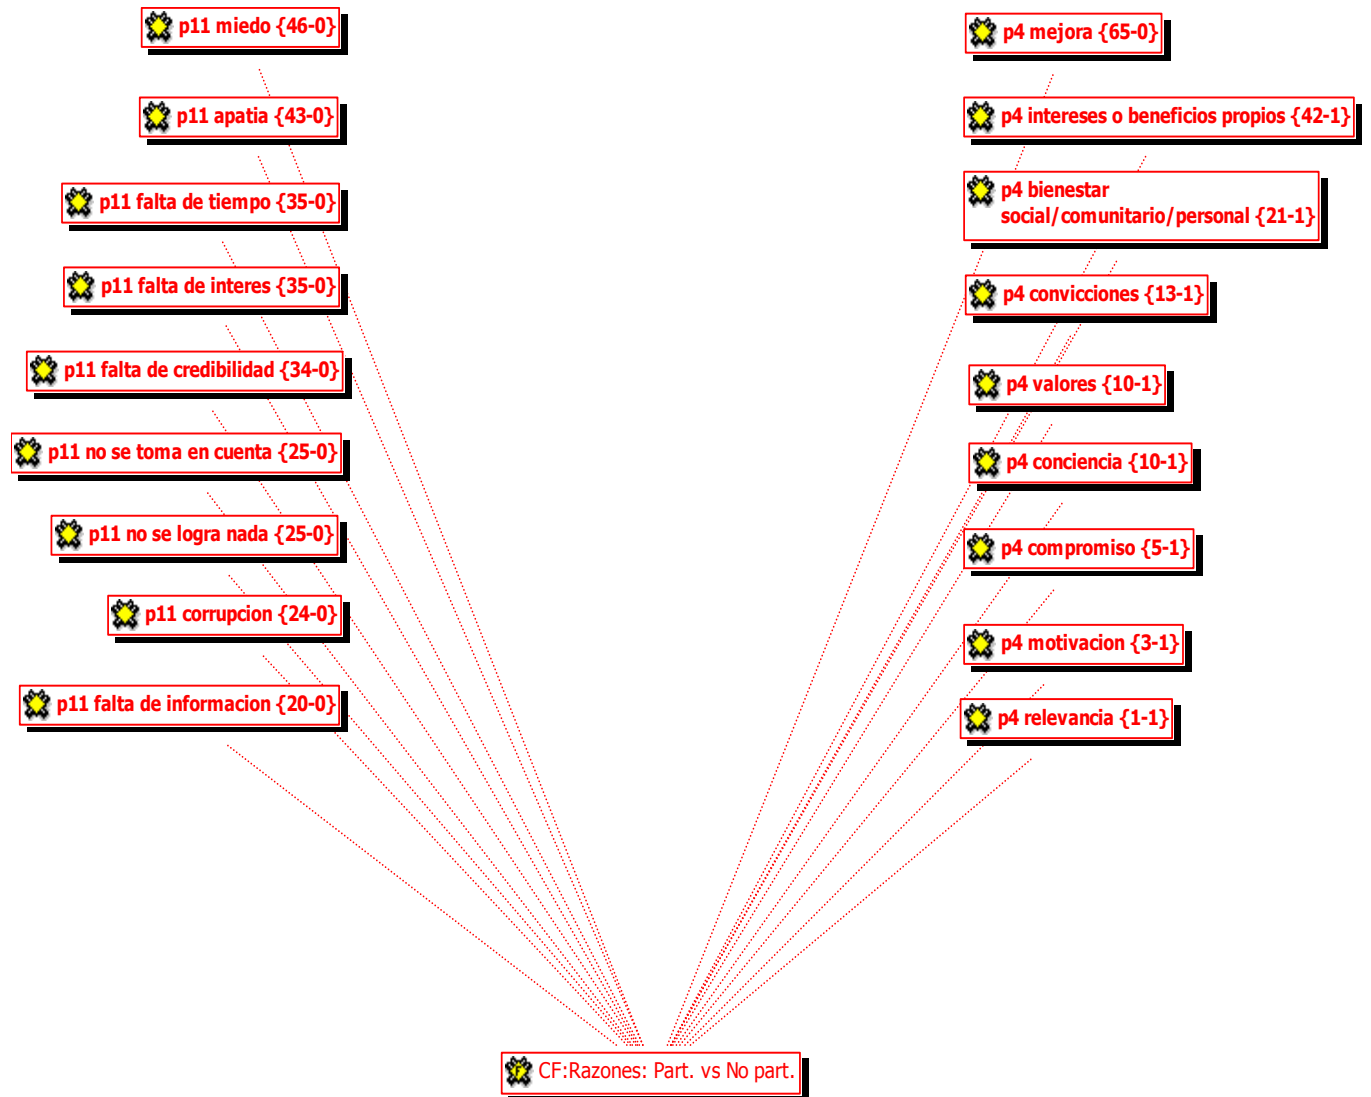 p11 miedo {46-0}
p11 apatia {43-0}
p11 falta de tiempo {35-0}
p11 falta de interes {35-0}
p11 falta de credibilidad {34-0}
p11 no se toma en cuenta {25-0}
p11 no se logra nada {25-0}
p11 corrupcion {24-0}
p11 falta de informacion {20-0}
p4 mejora {65-0}
p4 intereses o beneficios propios {42-1}
p4 bienestar
social/comunitario/personal {21-1}
p4 convicciones {13-1}
p4 valores {10-1}
p4 conciencia {10-1}
p4 compromiso {5-1}
p4 motivacion {3-1}
p4 relevancia {1-1}
F CF:Razones: Part. vs No part.